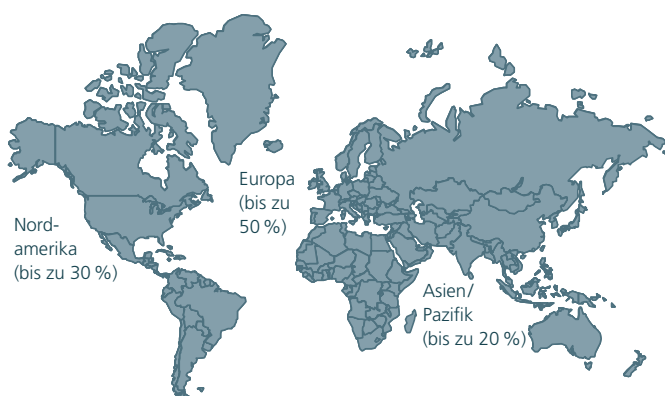 Nord-
amerika
(bis zu 30 %)
Europa
(bis zu
50 %)
Asien/
Pazifik
(bis zu 20 %)